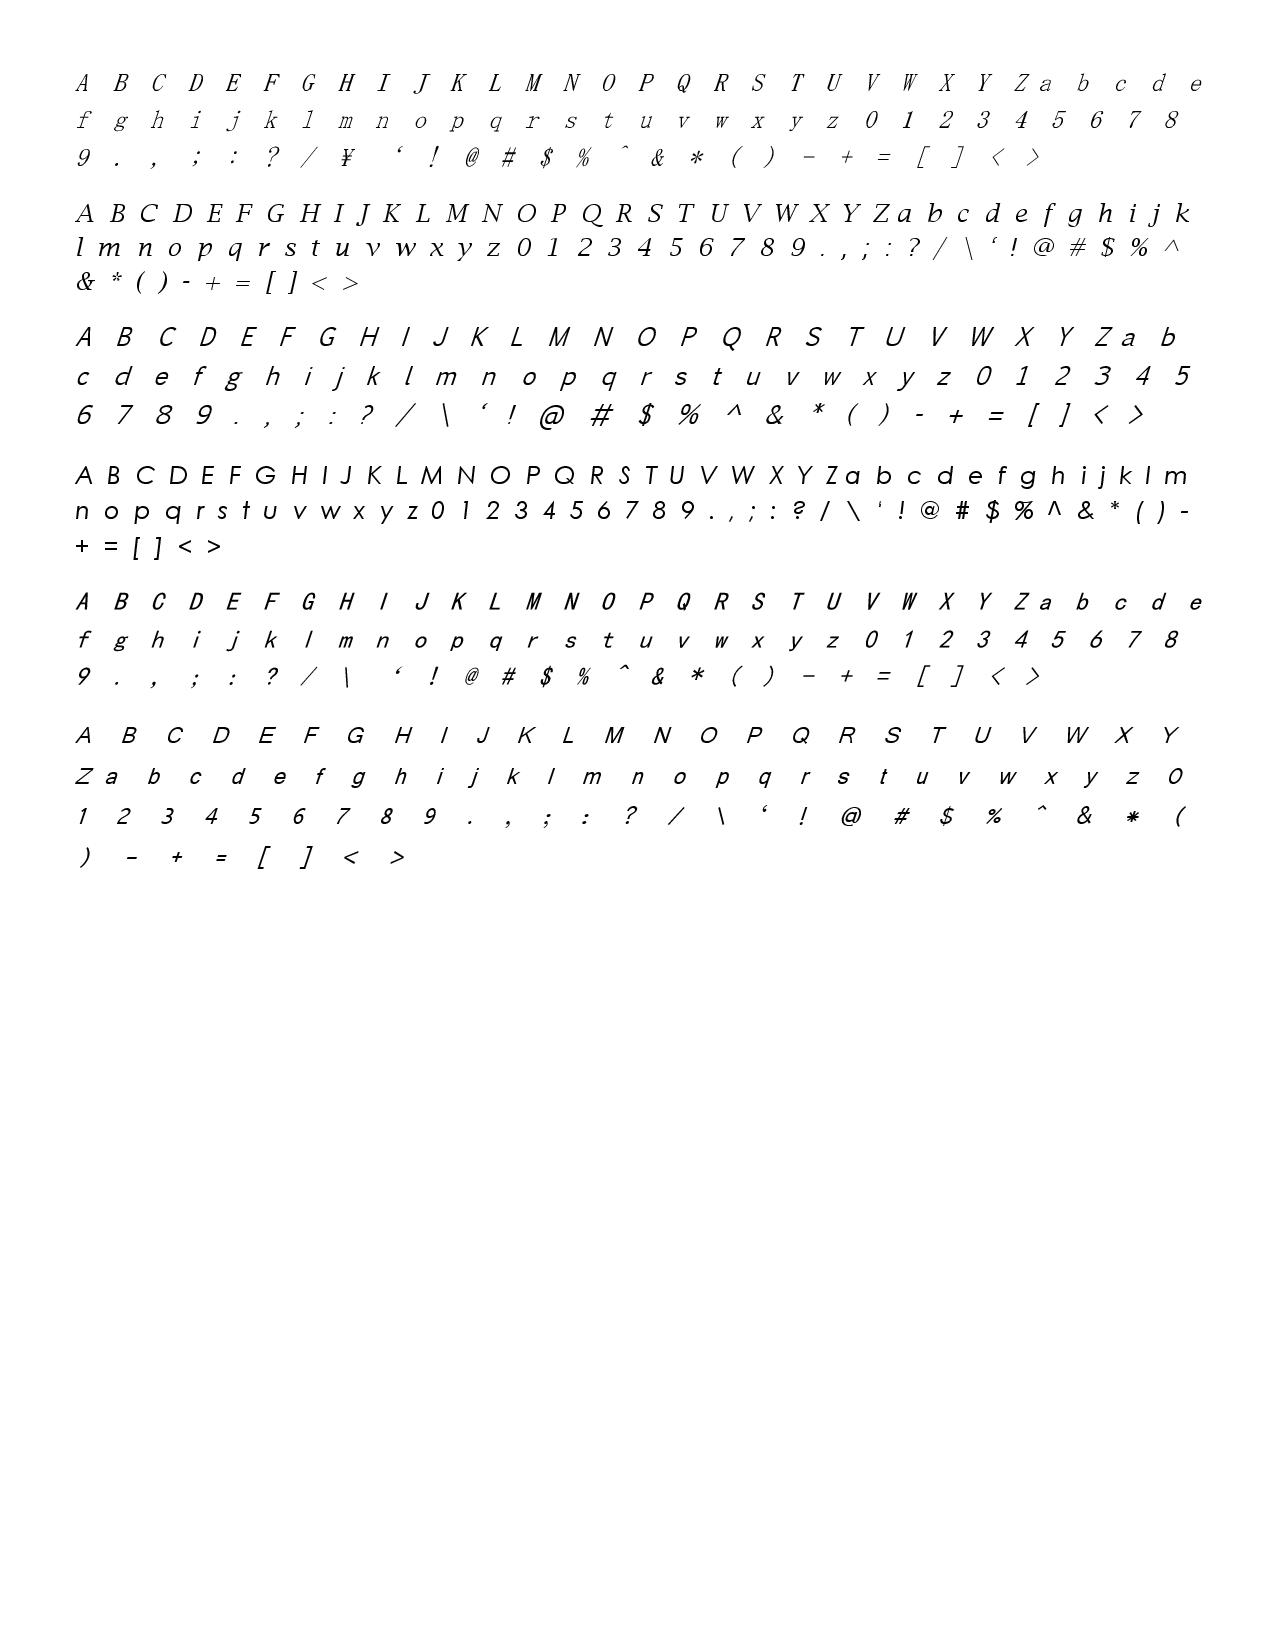 A B C D E F G H I J K L M N O P Q R S T U V W X Y Z a b c d e
f g h i j k l m n o p q r s t u v w x y z 0 1 2 3 4 5 6 7 8
9 . , ; : ? / ¥ ‘ ! @ # $ % ^ & * ( ) - + = [ ] < >
A B C D E F G H I J K L M N O P Q R S T U V W X Y Z a b c d e f g h i j k
l m n o p q r s t u v w x y z 0 1 2 3 4 5 6 7 8 9 . , ; : ? / \ ‘ ! @ # $ % ^
& * ( ) - + = [ ] < >
A B C D E F G H I J K L M N O P Q R S T U V W X Y Z a b
c d e f g h i j k l m n o p q r s t u v w x y z 0 1 2 3 4 5
6 7 8 9 . , ; : ? / \ ‘ ! @ # $ % ^ & * ( ) - + = [ ] < >
A B C D E F G H I J K L M N O P Q R S T U V W X Y Z a b c d e f g h i j k l m
n o p q r s t u v w x y z 0 1 2 3 4 5 6 7 8 9 . , ; : ? / \ ‘ ! @ # $ % ^ & * ( ) -
+ = [ ] < >
A B C D E F G H I J K L M N O P Q R S T U V W X Y Z a b c d e
f g h i j k l m n o p q r s t u v w x y z 0 1 2 3 4 5 6 7 8
9 . , ; : ? / \ ‘ ! @ # $ % ^ & * ( ) - + = [ ] < >
A B C D E F G H I J K L M N O P Q R S T U V W X Y
Z a b c d e f g h i j k l m n o p q r s t u v w x y z 0
1 2 3 4 5 6 7 8 9 . , ; : ? / \ ‘ ! @ # $ % ^ & * (
) - + = [ ] < >